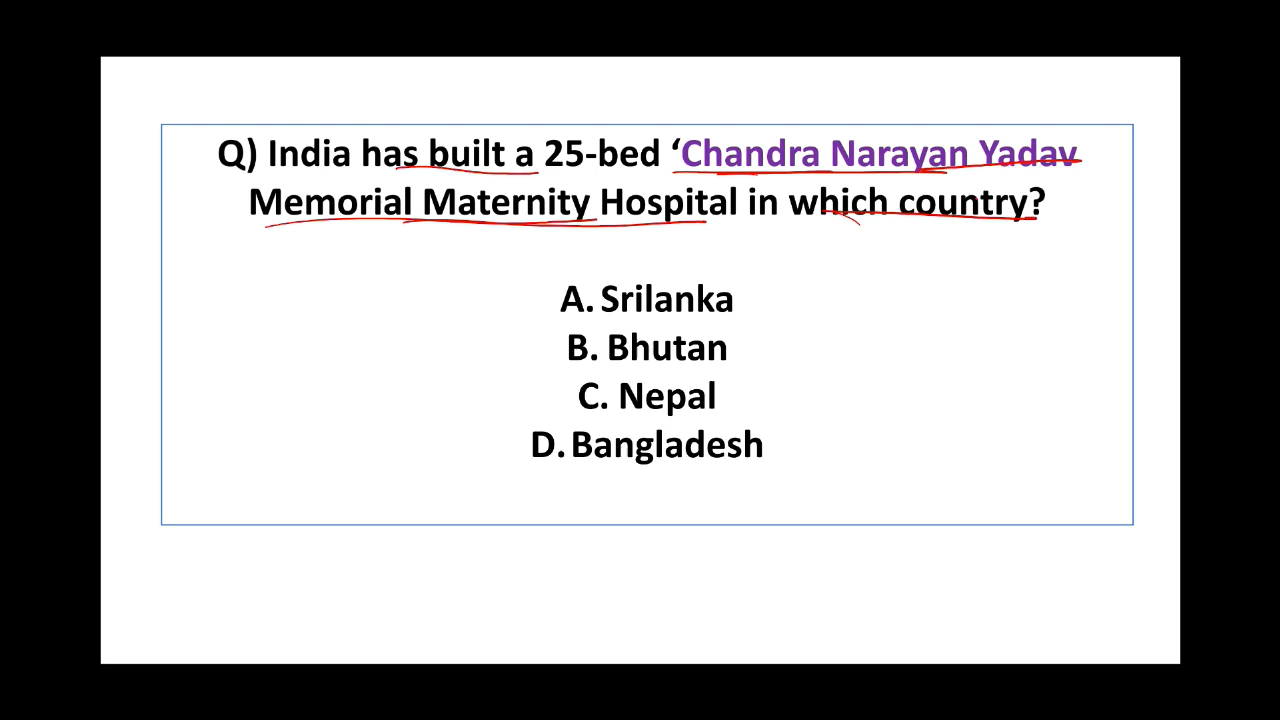 Q) India has built a 25-bed ‘Chandra Narayan Yadav
Memorial Maternity Hospital in which country?
A. Srilanka
B. Bhutan
C. Nepal
D. Bangladesh